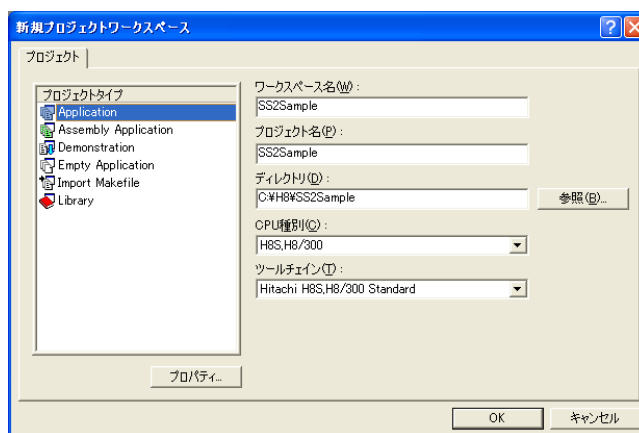 新規プロジェクトワークスペース
プロジェクト
プロジェクトタイプ
Application
Assembly Application
Demonstration
Empty Application
Import Makefile
Library
プロパティ...
ワークスペース名(W):
SS2Sample
プロジェクト名(P):
SS2Sample
ディレクトリ(D):
C:¥H8¥SS2Sample
参照(B)...
CPU種別(C):
H8S,H8/300
ツールチェイン(T):
Hitachi H8S,H8/300 Standard
OK
キャンセル